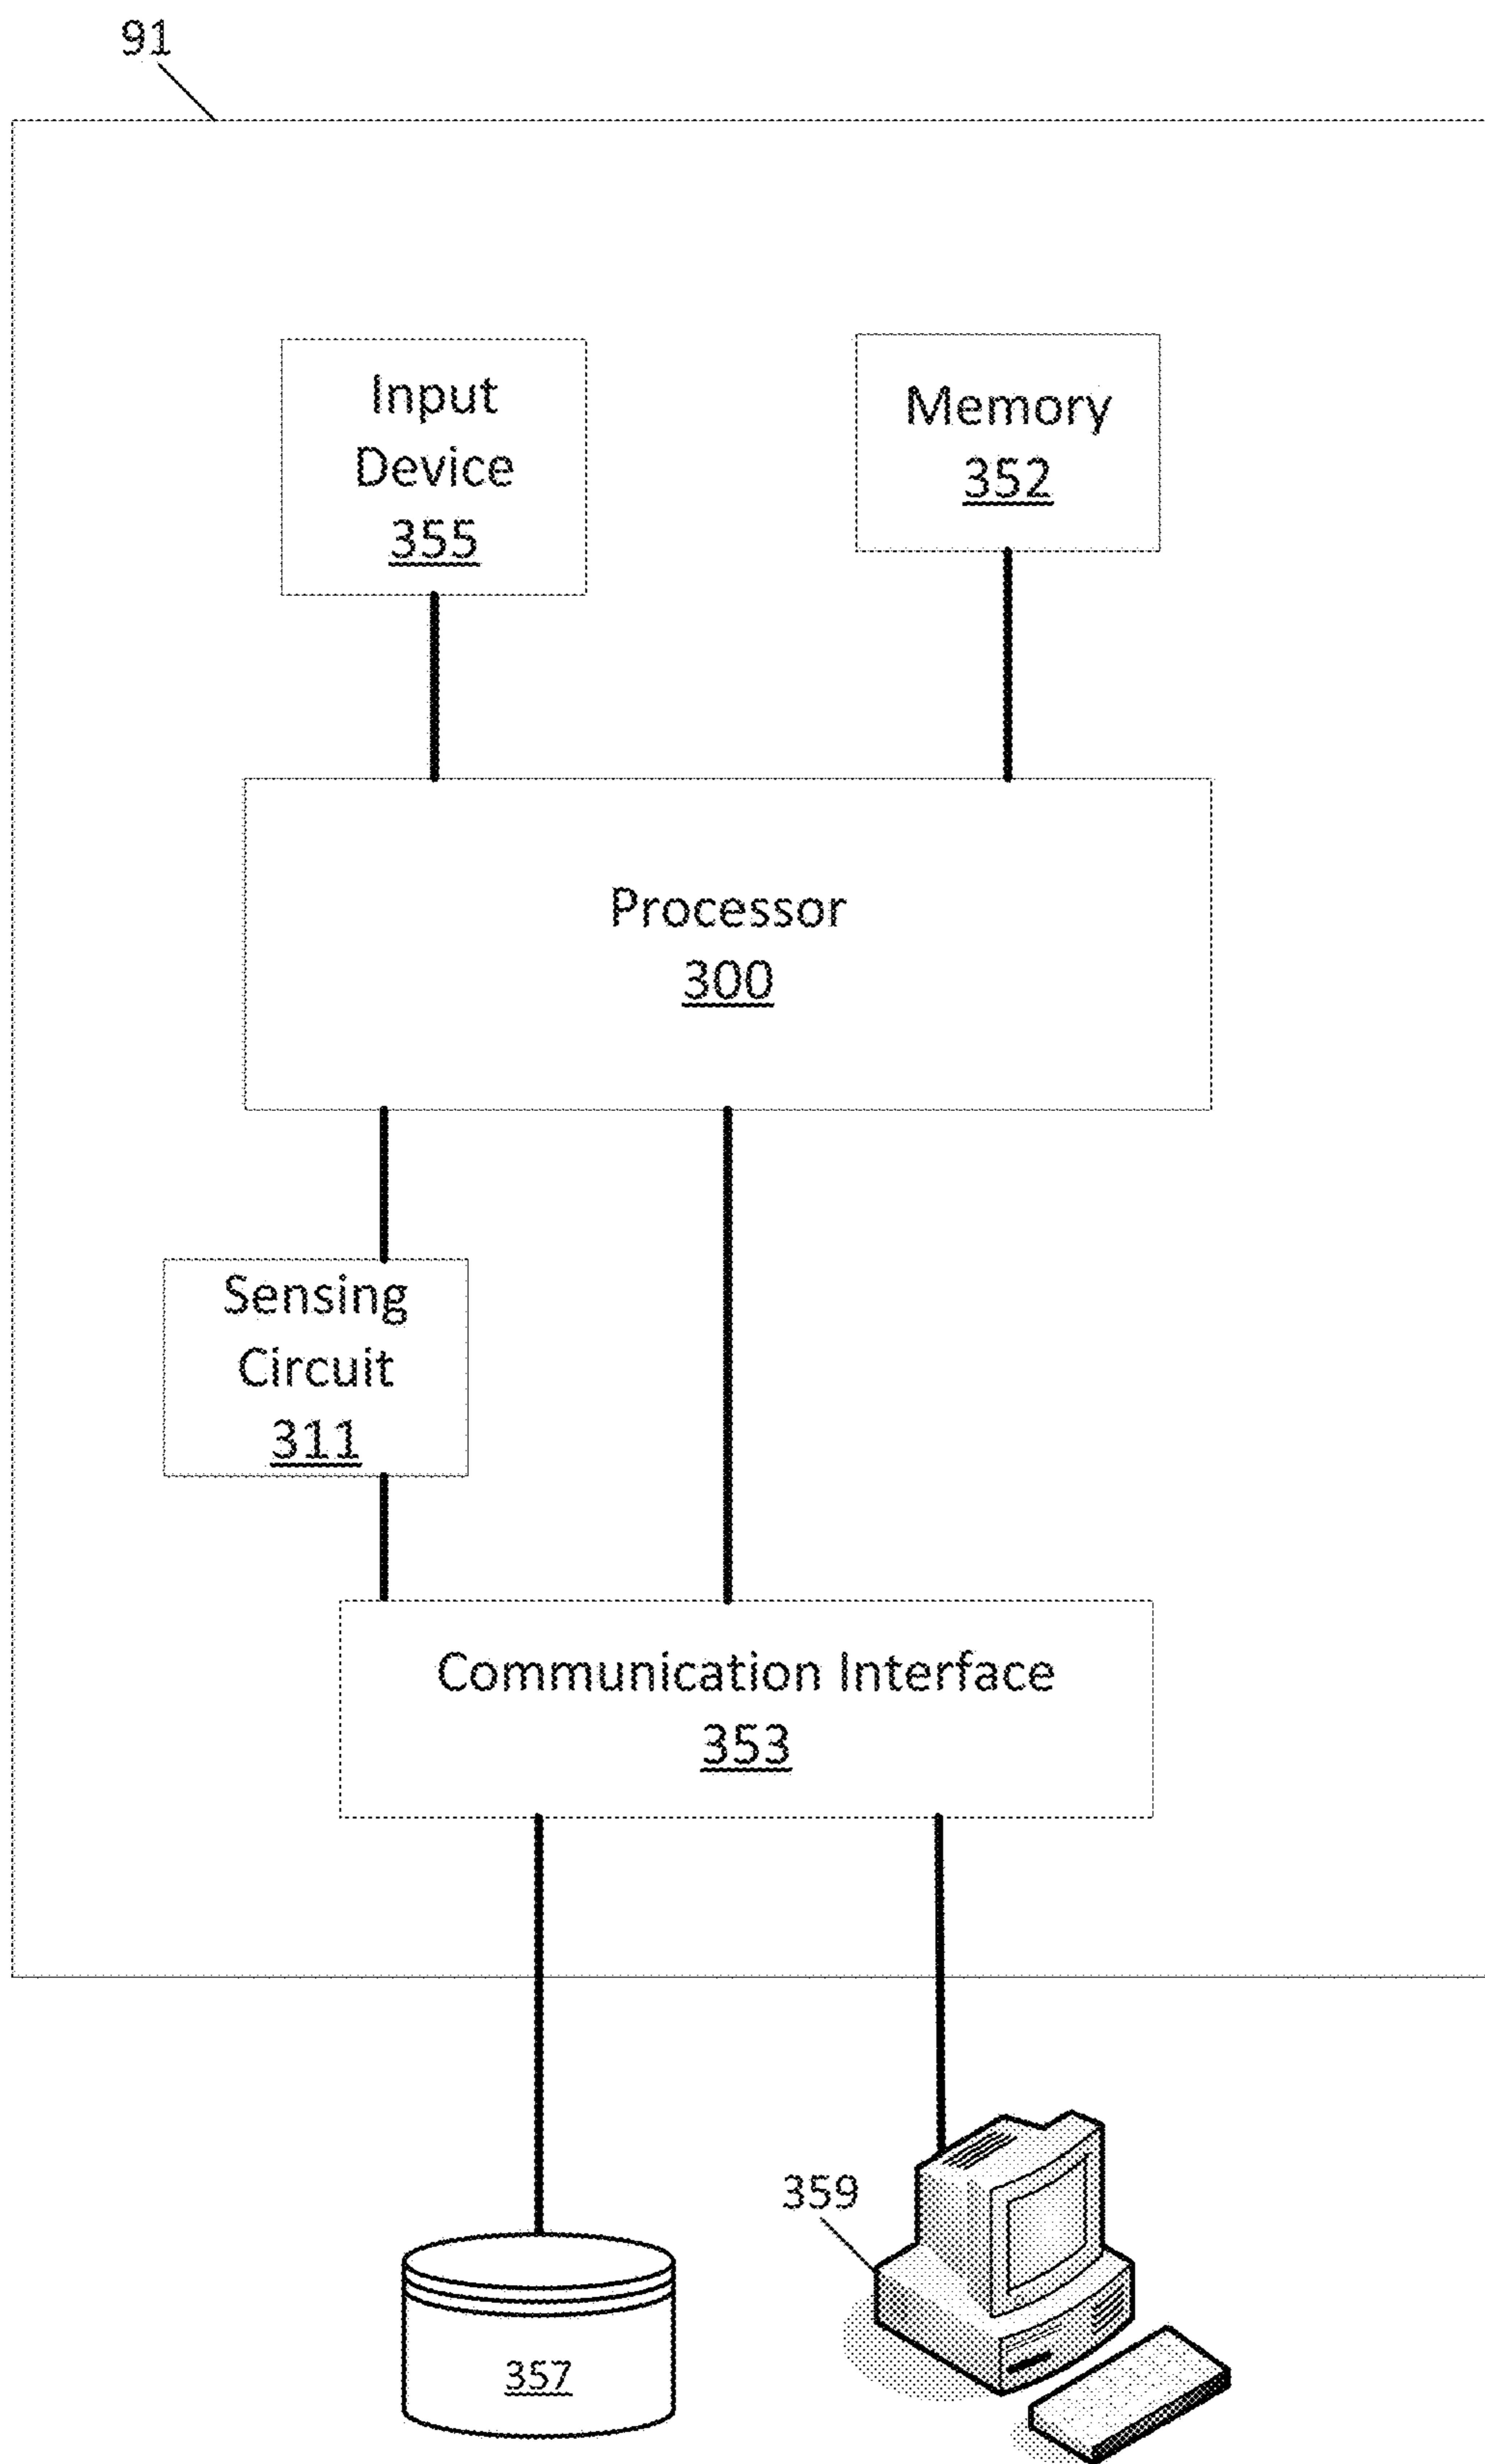 91
Input
Device
355
Memory
352
Processor
300
Sensing
Circuit
311
Communication Interface
353
359
357